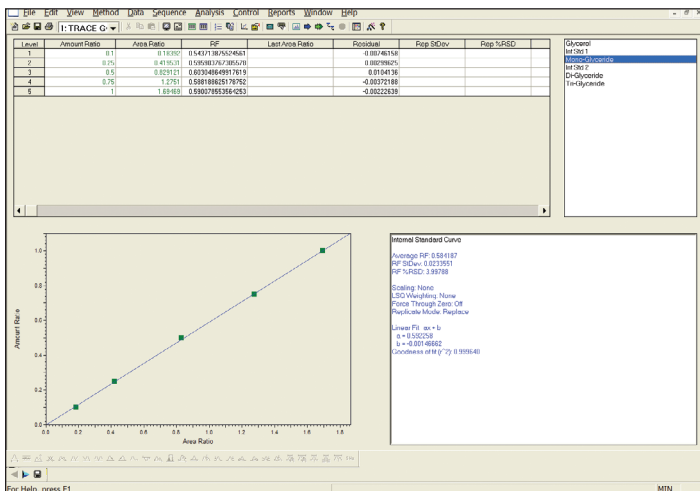 File Edit View Method Data Sequence Analysis Control Reports Window Help
1: TRACE G
Level Amount Ratio Area Ratio RF Last Area Ratio Residual Rep StDev Rep %RSD
1 0.1 0.18392 0.543713875524561 -0.00746158
2 0.25 0.419531 0.595903767305570 0.00299625
3 0.5 0.829121 0.603048649917619 0.0104136
4 0.75 1.2751 0.588188625178752 -0.00372188
5 1 1.69469 0.590078553564253 -0.00222639
Glycerol
Int Std 1
Mono-Glyceride
Int Std 2
Di-Glyceride
Tri-Glyceride
Amount Ratio
1.0
0.8
0.6
0.4
0.2
0.0
0.0 0.2 0.4 0.6 0.8 1.0 1.2 1.4 1.6 1.8
Area Ratio
Internal Standard Curve
Average RF: 0.584187
RF StDev: 0.0233551
RF %RSD: 3.99788
Scaling: None
LSQ Weighting: None
Force Through Zero: Off
Replicate Mode: Replace
Linear Fit ax + b
a = 0.592258
b = -0.00146662
Goodness of fit (r^2): 0.999640
For Help, press F1
MIN